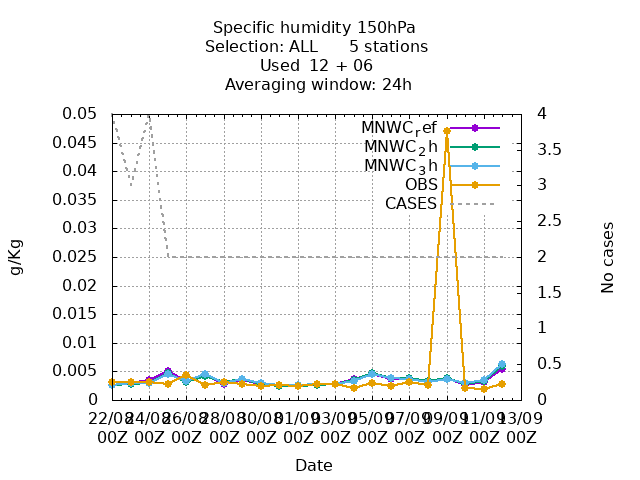 Specific humidity 150hPa
Selection: ALL 5 stations
Used 12 + 06
Averaging window: 24h
0.05 4
0.045 3.5
0.04 3
0.035 2.5
0.03 2
0.025 1.5
0.02 1
0.015 0.5
0.01 0
0.005
0
MNWCref
MNWC2h
MNWC3h
OBS
CASES
g/Kg
No cases
22/08 24/08 26/08 28/08 30/08 01/09 03/09 05/09 07/09 09/09 11/09 13/09
00Z 00Z 00Z 00Z 00Z 00Z 00Z 00Z 00Z 00Z 00Z 00Z
Date